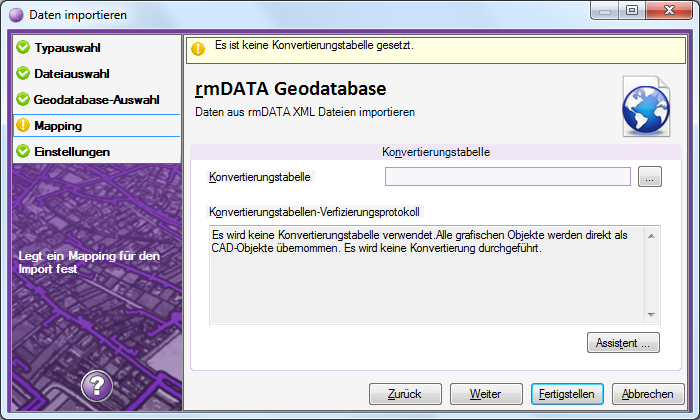 Daten importieren
Typauswahl
Dateiauswahl
Geodatabase-Auswahl
Mapping
Einstellungen
Legt ein Mapping für den
Import fest
?
Es ist keine Konvertierungstabelle gesetzt.
rmDATA Geodatabase
Daten aus rmDATA XML Dateien importieren
Konvertierungstabelle
Konvertierungstabelle
...
Konvertierungstabellen-Verfizierungsprotokoll
Es wird keine Konvertierungstabelle verwendet.Alle grafischen Objekte werden direkt als
CAD-Objekte übernommen. Es wird keine Konvertierung durchgeführt.
Assistent ...
Zurück Weiter Fertigstellen Abbrechen